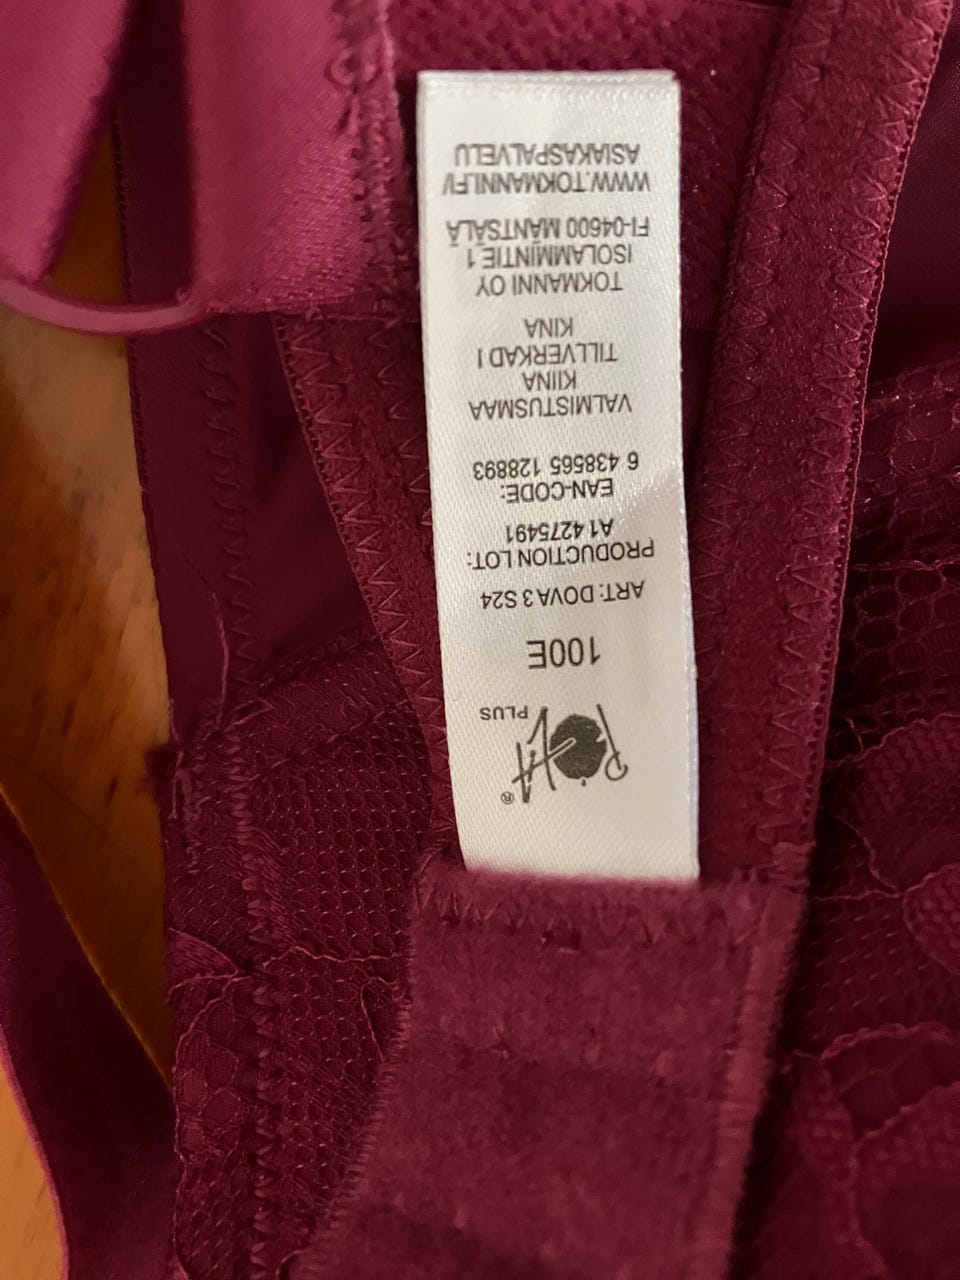 ®
PLUS
100E
ART: DOVA 3 S24
PRODUCTION LOT:
A1 4275491
EAN-CODE:
6 438565 128893
VALMISTUSMAA
KIINA
TILLVERKAD I
KINA
TOKMANNI OY
ISOLAMMINTIE 1
FI-04600 MÄNTSÄLÄ
WWW.TOKMANNI.FI/
ASIAKASPALVELU